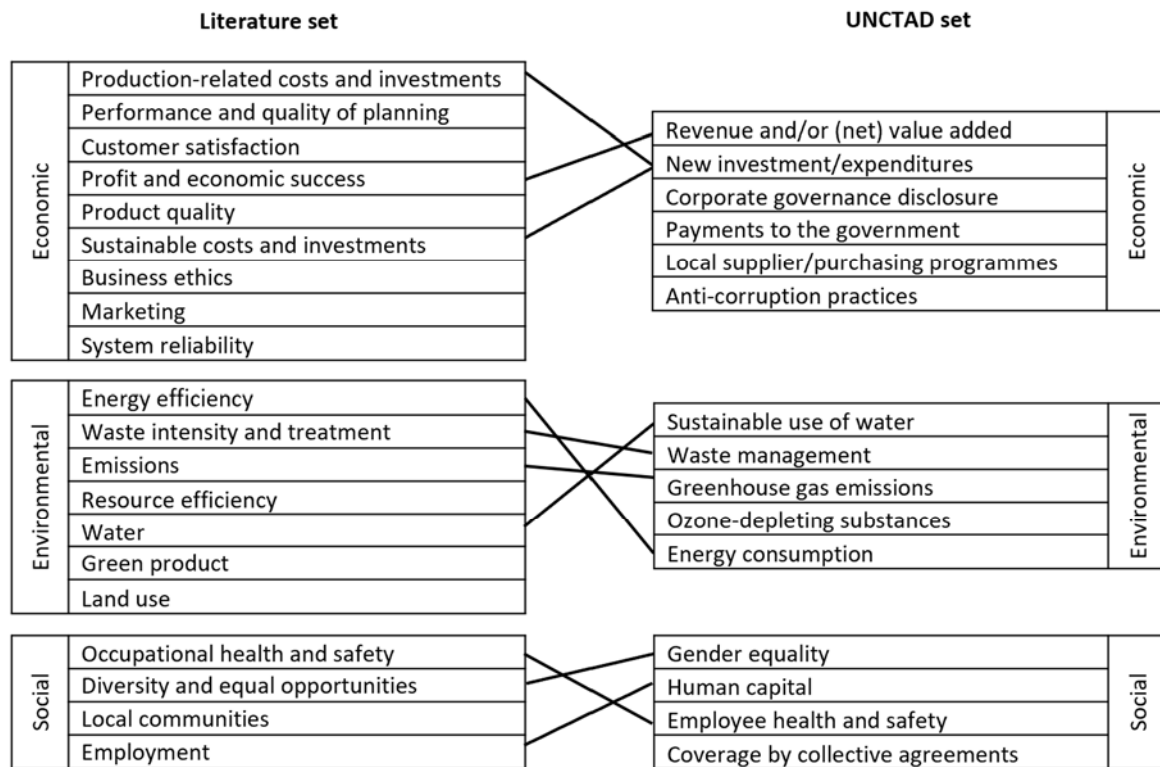 Literature set
UNCTAD set
Economic
Production-related costs and investments
Performance and quality of planning
Customer satisfaction
Profit and economic success
Product quality
Sustainable costs and investments
Business ethics
Marketing
System reliability
Revenue and/or (net) value added
New investment/expenditures
Corporate governance disclosure
Payments to the government
Local supplier/purchasing programmes
Anti-corruption practices
Economic
Environmental
Energy efficiency
Waste intensity and treatment
Emissions
Resource efficiency
Water
Green product
Land use
Sustainable use of water
Waste management
Greenhouse gas emissions
Ozone-depleting substances
Energy consumption
Environmental
Social
Occupational health and safety
Diversity and equal opportunities
Local communities
Employment
Gender equality
Human capital
Employee health and safety
Coverage by collective agreements
Social